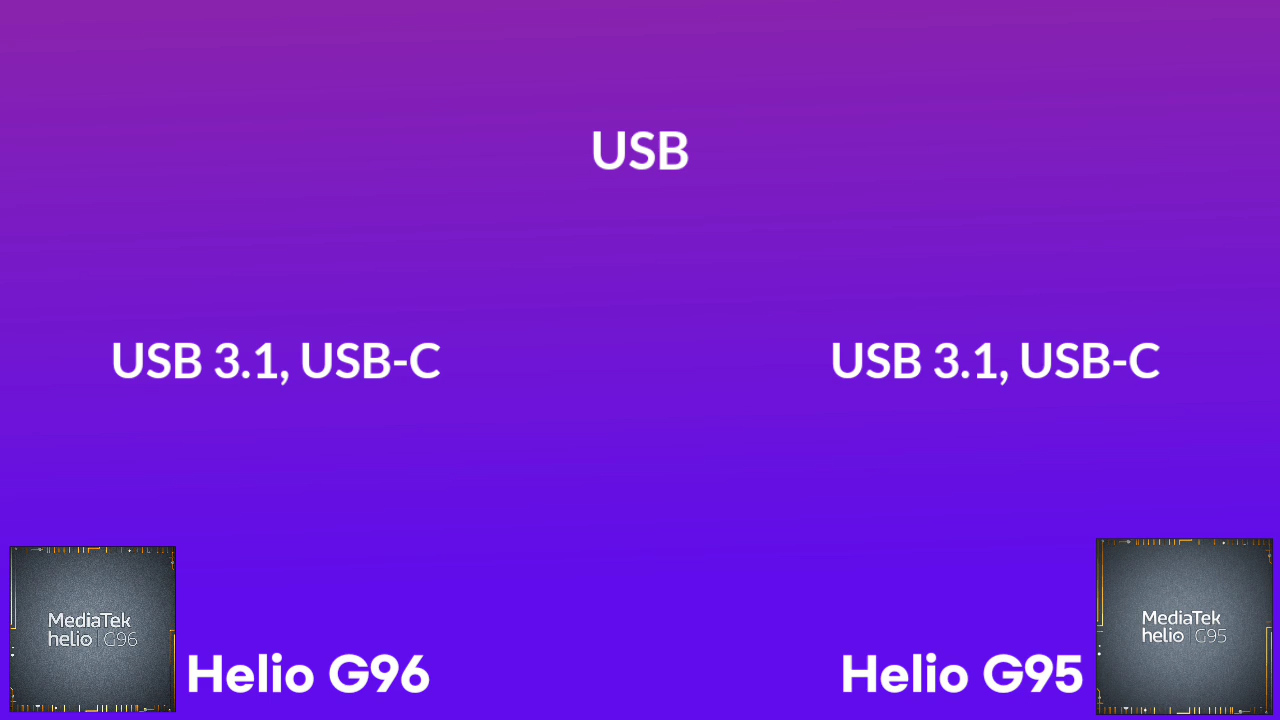 USB
USB 3.1, USB-C
USB 3.1, USB-C
MediaTek
helio G96
Helio G96
Helio G95
MediaTek
helio G95